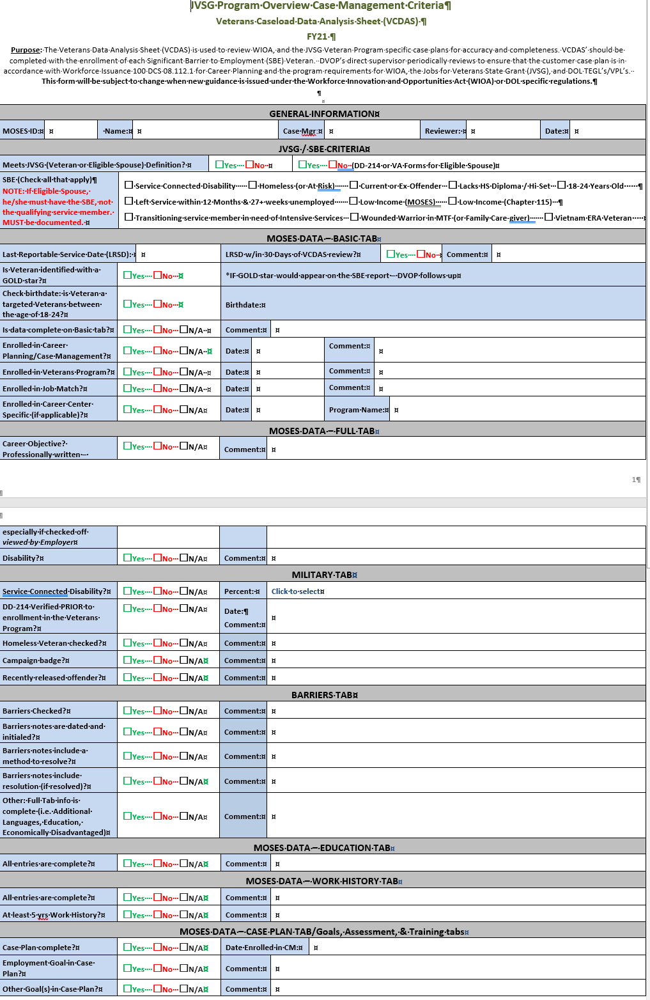 JVSG Program Overview Case Management Criteria¶
Veterans Caseload Data Analysis Sheet (VCDAS) ¶
FY21 ¶
Purpose: The Veterans Data Analysis Sheet (VCDAS) is used to review WIOA, and the JVSG Veteran Program specific case plans for accuracy and completeness. VCDAS' should be
completed with the enrollment of each Significant Barrier to Employment (SBE) Veteran. DVOP's direct supervisor periodically reviews to ensure that the customer case plan is in
accordance with Workforce Issuance 100-DCS-08.112.1 for Career Planning and the program requirements for WIOA, the Jobs for Veterans State Grant (JVSG), and DOL TEGL's/VPL's.
This form will be subject to change when new guidance is issued under the Workforce Innovation and Opportunities Act (WIOA) or DOL specific regulations.¶
¶
¤
GENERAL INFORMATION¤
MOSES ID:¤ ¤ Name:¤ ¤ Case Mgr:¤ ¤ Reviewer: ¤ ¤ Date:¤ ¤
JVSG / SBE CRITERIA¤
Meets JVSG (Veteran or Eligible Spouse) Definition? ¤ ☐Yes ☐No ¤ ☐Yes ☐No (DD-214 or VA Forms for Eligible Spouse)¤
SBE (Check all that apply)¶
NOTE: If Eligible Spouse,
he/she must have the SBE, not
the qualifying service member.
MUST be documented. ¤
☐ Service Connected Disability ☐ Homeless (or At Risk) ☐ Current or Ex-Offender ☐ Lacks HS Diploma / Hi-Set ☐ 18-24 Years Old ¶
☐ Left Service within 12 Months & 27+ weeks unemployed ☐ Low Income (MOSES) ☐ Low Income (Chapter 115) ¶
☐ Transitioning service member in need of Intensive Services ☐ Wounded Warrior in MTF (or Family Care-giver) ☐ Vietnam ERA Veteran
MOSES DATA – BASIC TAB¤
Last Reportable Service Date (LRSD): ¤ ¤ LRSD w/in 30 Days of VCDAS review?¤ ☐Yes ☐No ¤ Comment:¤ ¤
Is Veteran identified with a
GOLD star?¤
☐Yes ☐No ¤ *IF GOLD star would appear on the SBE report – DVOP follows up¤
Check birthdate: is Veteran a
targeted Veterans between
the age of 18-24?¤
☐Yes ☐No ¤ Birthdate:¤
Is data complete on Basic tab?¤ ☐Yes ☐No ☐N/A ¤ Comment:¤ ¤
Enrolled in Career
Planning/Case Management?¤
☐Yes ☐No ☐N/A ¤ Date:¤ ¤ Comment:¤ ¤
Enrolled in Veterans Program?¤ ☐Yes ☐No ☐N/A ¤ Date:¤ ¤ Comment:¤ ¤
Enrolled in Job Match?¤ ☐Yes ☐No ☐N/A ¤ Date:¤ ¤ Comment:¤ ¤
Enrolled in Career Center
Specific (if applicable)?¤
☐Yes ☐No ☐N/A¤ Date:¤ ¤ Program Name:¤ ¤
MOSES DATA – FULL TAB¤
Career Objective?
Professionally written –
☐Yes ☐No ☐N/A¤ Comment:¤ ¤
1¶
¶
¶
especially if checked off
viewed by Employer¤
Disability?¤ ☐Yes ☐No ☐N/A¤ Comment:¤ ¤
MILITARY TAB¤
Service Connected Disability?¤ ☐Yes ☐No ☐N/A¤ Percent: ¤ Click to select¤
DD-214 Verified PRIOR to
enrollment in the Veterans
Program?¤
☐Yes ☐No ☐N/A¤ Date:¶
Comment:¤ ¤
Homeless Veteran checked?¤ ☐Yes ☐No ☐N/A¤ Comment:¤ ¤
Campaign badge?¤ ☐Yes ☐No ☐N/A¤ Comment:¤ ¤
Recently released offender?¤ ☐Yes ☐No ☐N/A¤ Comment:¤ ¤
BARRIERS TAB¤
Barriers Checked?¤ ☐Yes ☐No ☐N/A¤ Comment:¤ ¤
Barriers notes are dated and
initialed?¤
☐Yes ☐No ☐N/A¤ Comment:¤ ¤
Barriers notes include a
method to resolve?¤
☐Yes ☐No ☐N/A¤ Comment:¤ ¤
Barriers notes include
resolution (if resolved)?¤
☐Yes ☐No ☐N/A¤ Comment:¤ ¤
Other: Full Tab info is
complete (i.e. Additional
Languages, Education,
Economically Disadvantaged)¤
☐Yes ☐No ☐N/A¤ Comment:¤ ¤
MOSES DATA – EDUCATION TAB¤
All entries are complete?¤ ☐Yes ☐No ☐N/A¤ Comment:¤ ¤
MOSES DATA – WORK HISTORY TAB¤
All entries are complete?¤ ☐Yes ☐No ☐N/A¤ Comment:¤ ¤
At least 5 yrs Work History?¤ ☐Yes ☐No ☐N/A¤ Comment:¤ ¤
MOSES DATA – CASE PLAN TAB/Goals, Assessment, & Training tabs¤
Case Plan complete?¤ ☐Yes ☐No ☐N/A¤ Date Enrolled in CM:¤ ¤
Employment Goal in Case
Plan?¤
☐Yes ☐No ☐N/A¤ Comment:¤ ¤
Other Goal(s) in Case Plan?¤ ☐Yes ☐No ☐N/A¤ Comment:¤ ¤